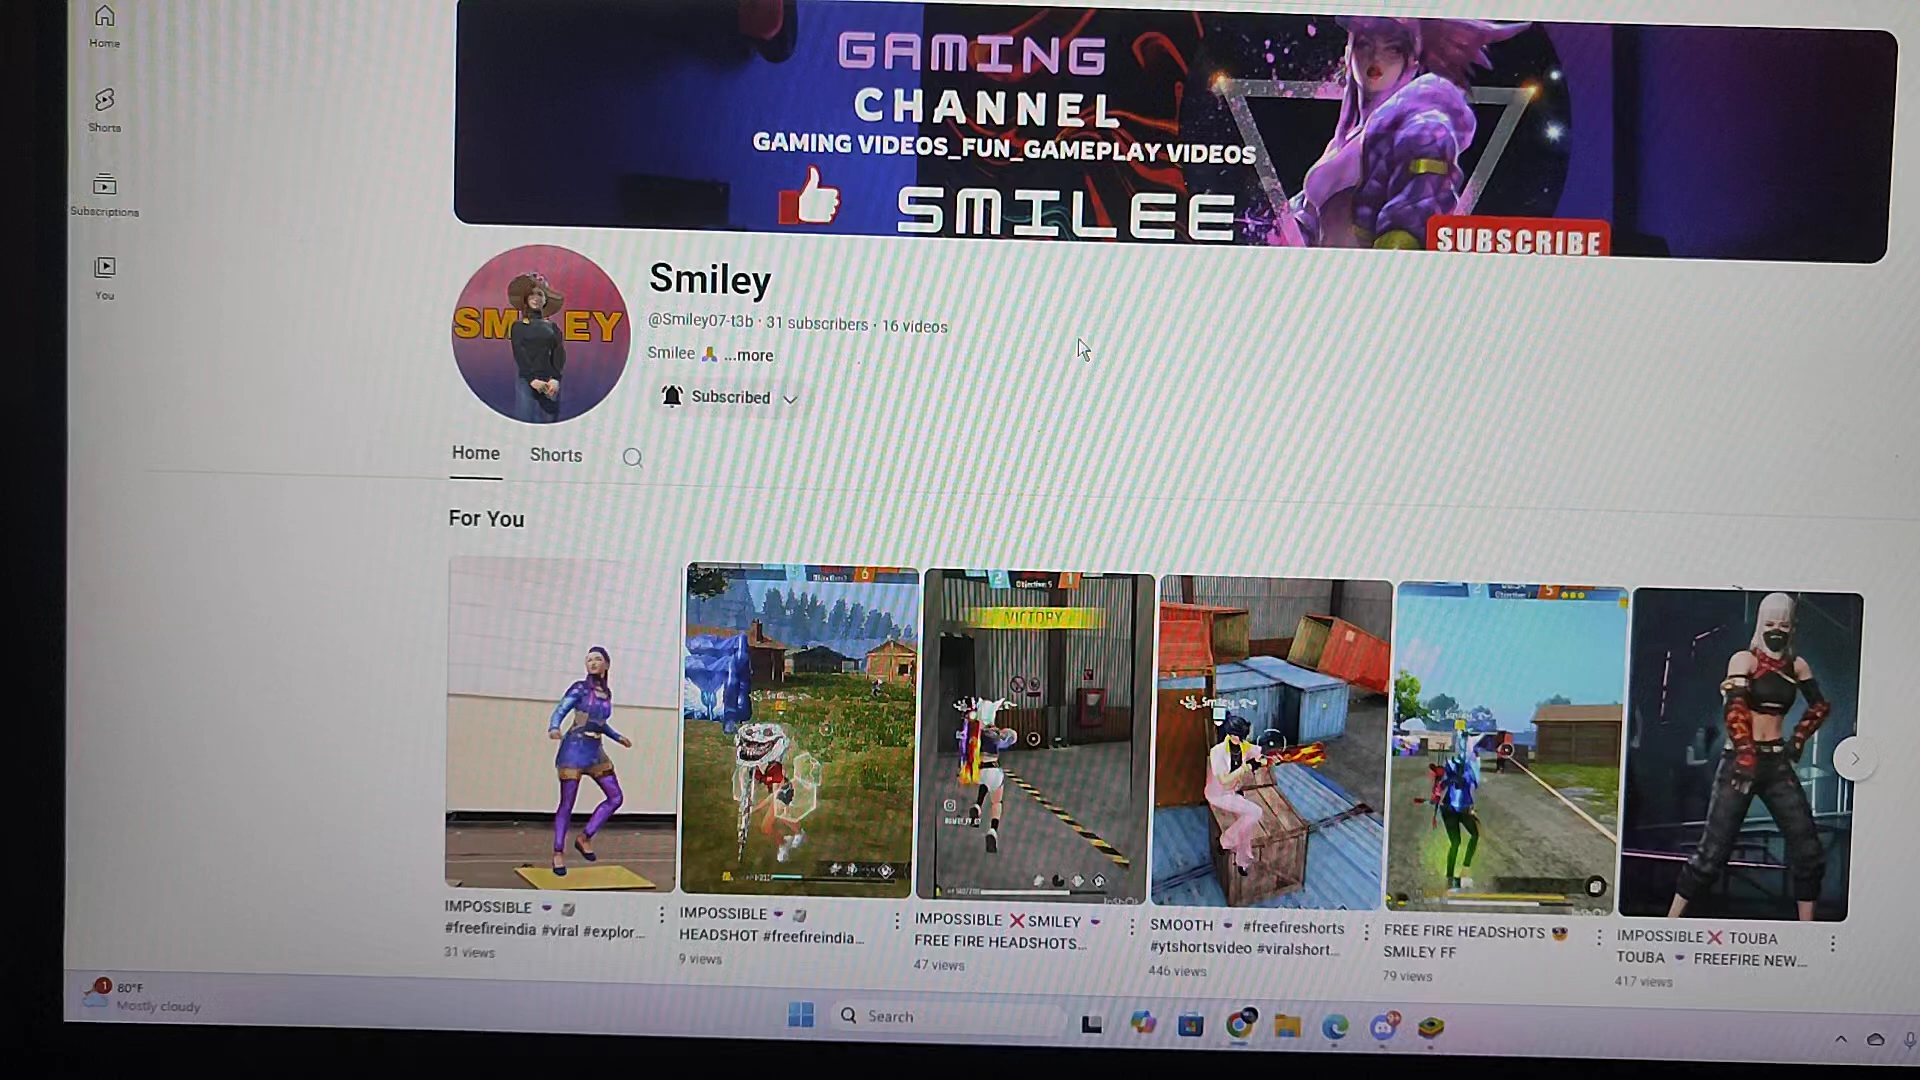 Home
Shorts
Subscriptions
You
GAMING
CHANNEL
GAMING VIDEOS_FUN_GAMEPLAY VIDEOS
SMILEE
SUBSCRIBE
Smiley
@Smiley07-t3b · 31 subscribers · 16 videos
Smilee 🙏 ...more
Subscribed
Home
Shorts
For You
VICTORY
IMPOSSIBLE
#freefireindia #viral #explor...
31 views
IMPOSSIBLE
HEADSHOT #freefireindia...
9 views
IMPOSSIBLE ❌SMILEY
FREE FIRE HEADSHOTS...
47 views
SMOOTH #freefireshorts
#ytshortsvideo #viralshort...
446 views
FREE FIRE HEADSHOTS 😎
SMILEY FF
79 views
IMPOSSIBLE❌ TOUBA
TOUBA FREEFIRE NEW...
417 views
80°F
Mostly cloudy
Search